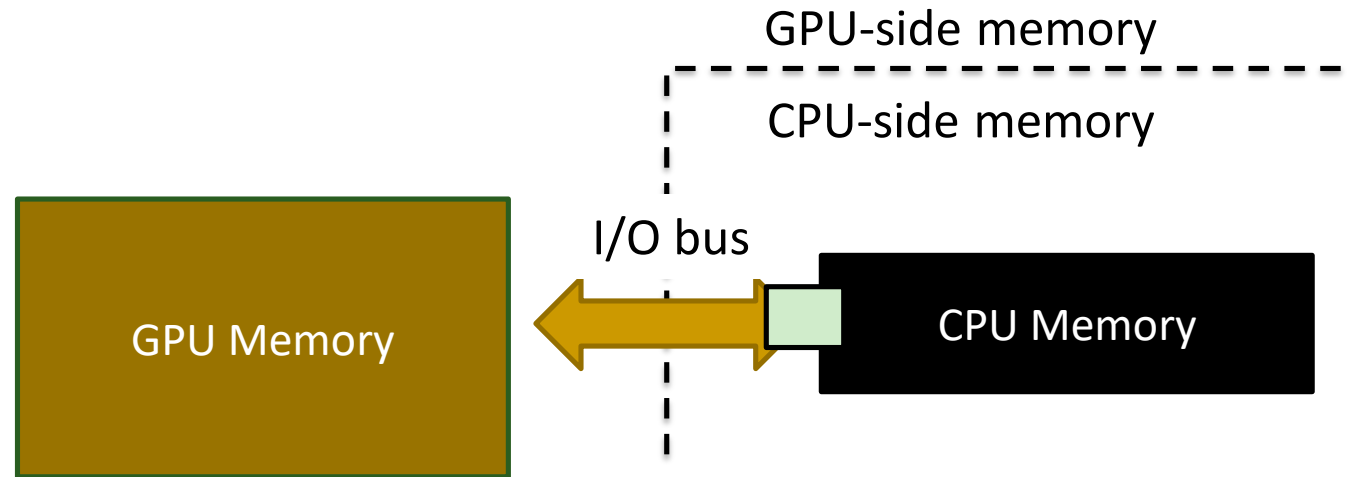 GPU-side memory
CPU-side memory
I/O bus
GPU Memory
CPU Memory